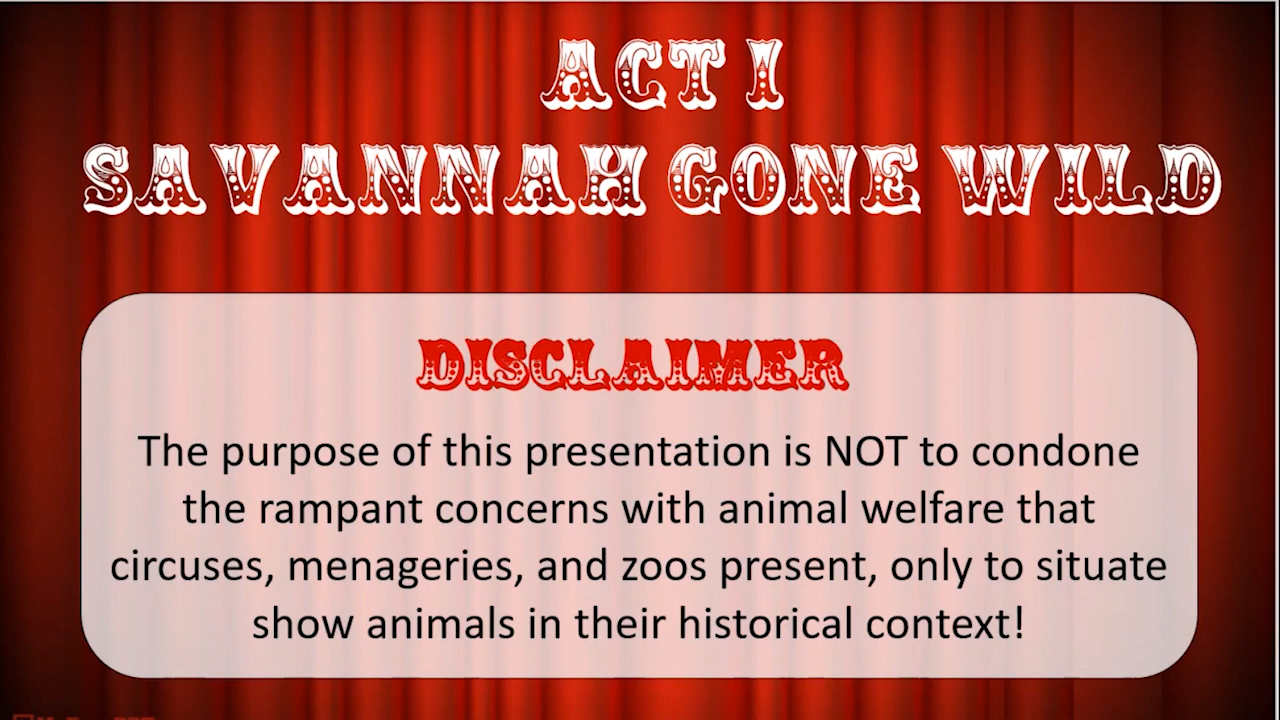 ACT I
SAVANNAH GONE WILD
DISCLAIMER
The purpose of this presentation is NOT to condone
the rampant concerns with animal welfare that
circuses, menageries, and zoos present, only to situate
show animals in their historical context!